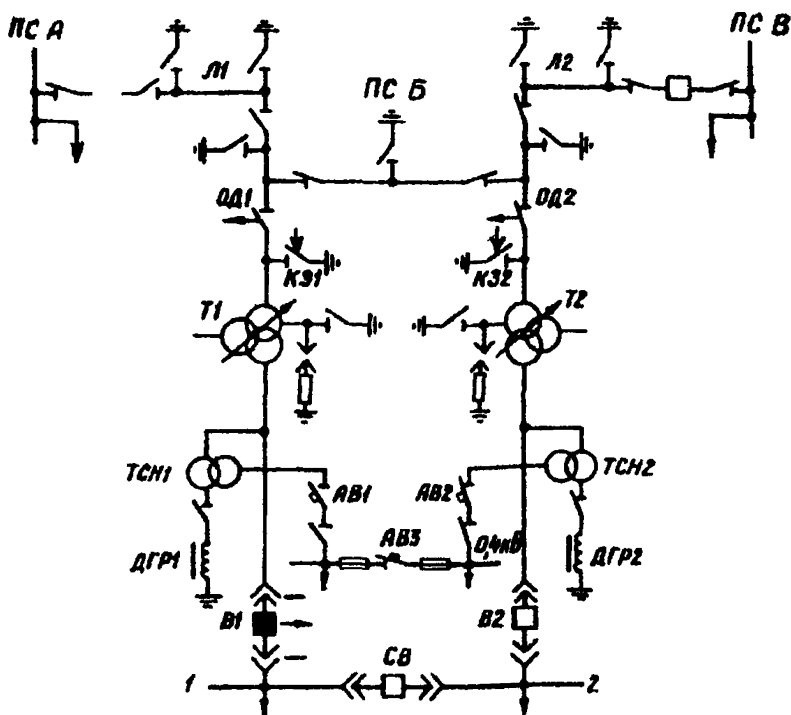 ПС А
Л1
ПС Б
Л2
ПС В
ОД1
ОД2
КЗ1
КЗ2
Т1
Т2
ТСН1
АВ1
АВ2
ТСН2
АВ3
0,4кВ
ДГР1
ДГР2
В1
В2
СВ
1
2